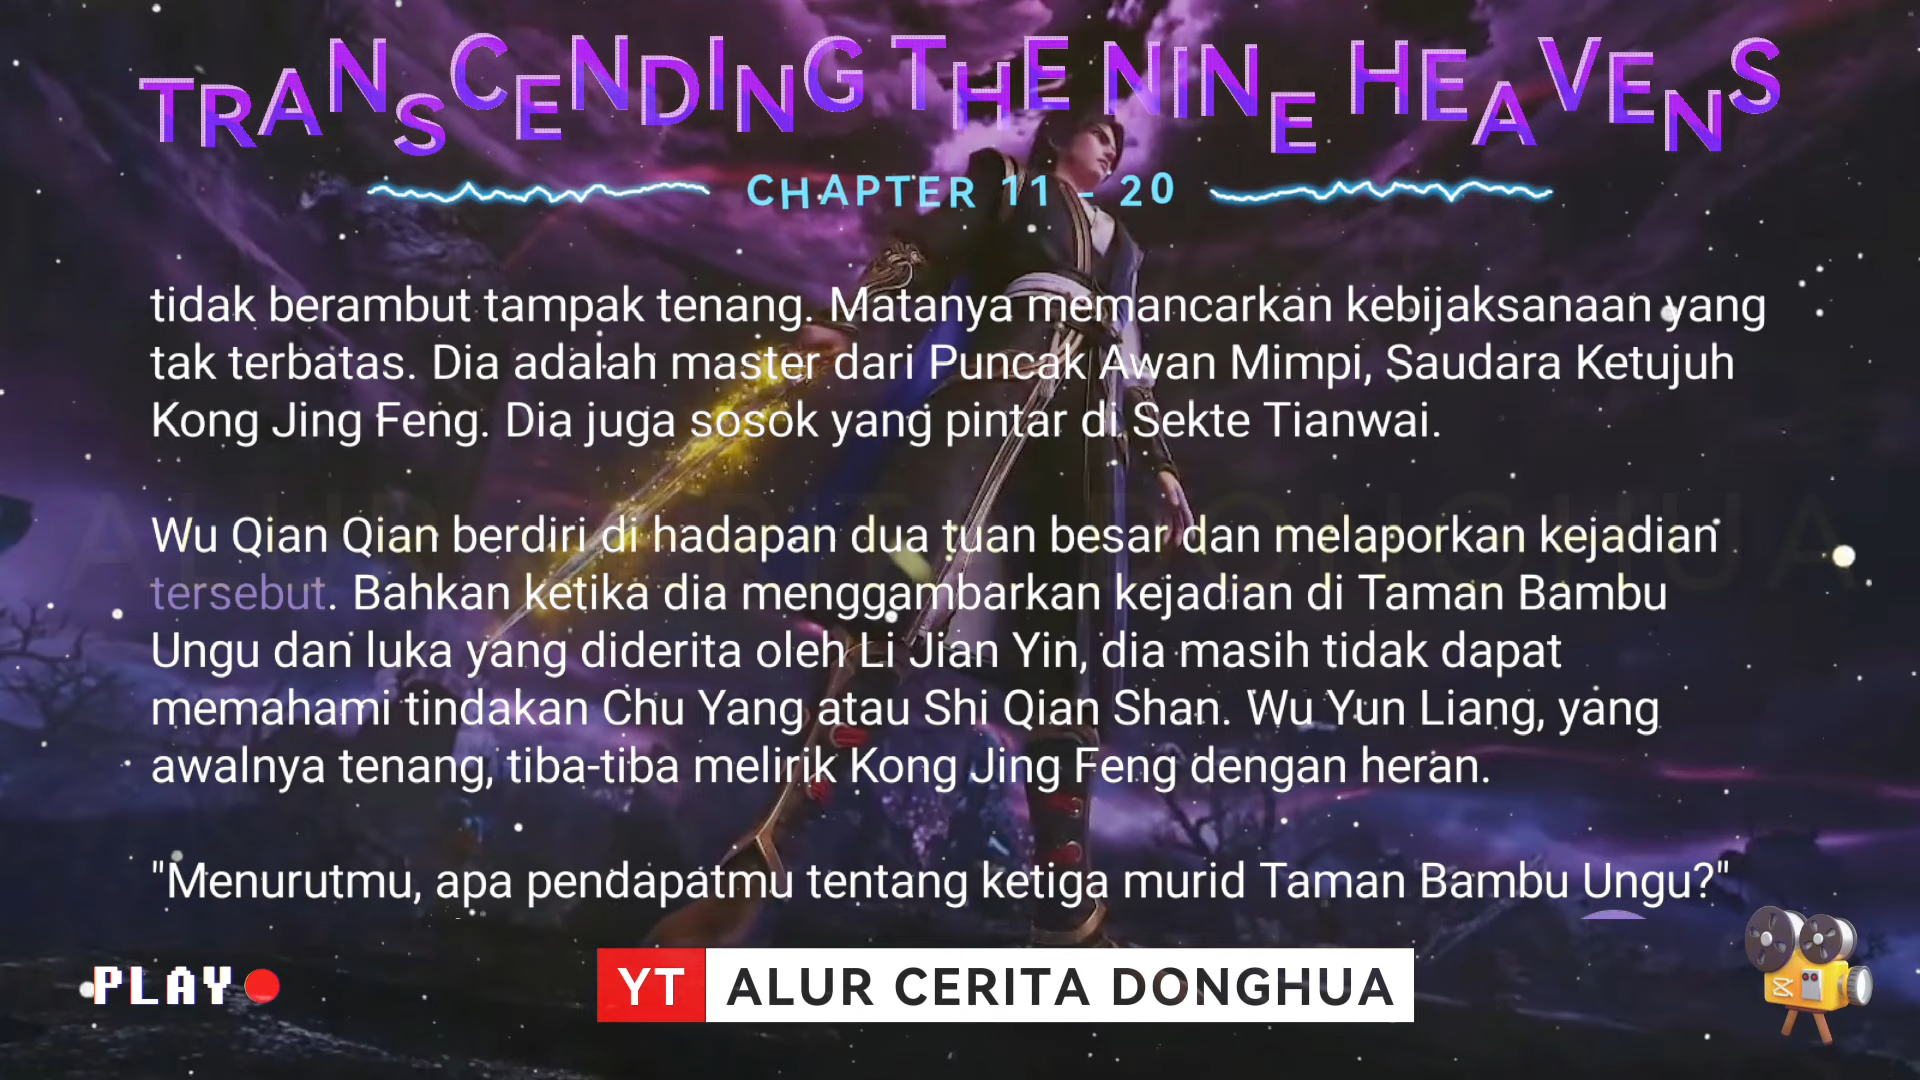 TRANSCENDING THE NINE HEAVENS
CHAPTER 11 - 20
tidak berambut tampak tenang. Matanya memancarkan kebijaksanaan yang
tak terbatas. Dia adalah master dari Puncak Awan Mimpi, Saudara Ketujuh
Kong Jing Feng. Dia juga sosok yang pintar di Sekte Tianwai.
ALUR CERITA DONGHUA
Wu Qian Qian berdiri di hadapan dua tuan besar dan melaporkan kejadian
tersebut. Bahkan ketika dia menggambarkan kejadian di Taman Bambu
Ungu dan luka yang diderita oleh Li Jian Yin, dia masih tidak dapat
memahami tindakan Chu Yang atau Shi Qian Shan. Wu Yun Liang, yang
awalnya tenang, tiba-tiba melirik Kong Jing Feng dengan heran.
"Menurutmu, apa pendapatmu tentang ketiga murid Taman Bambu Ungu?"
PLAY
YT ALUR CERITA DONGHUA